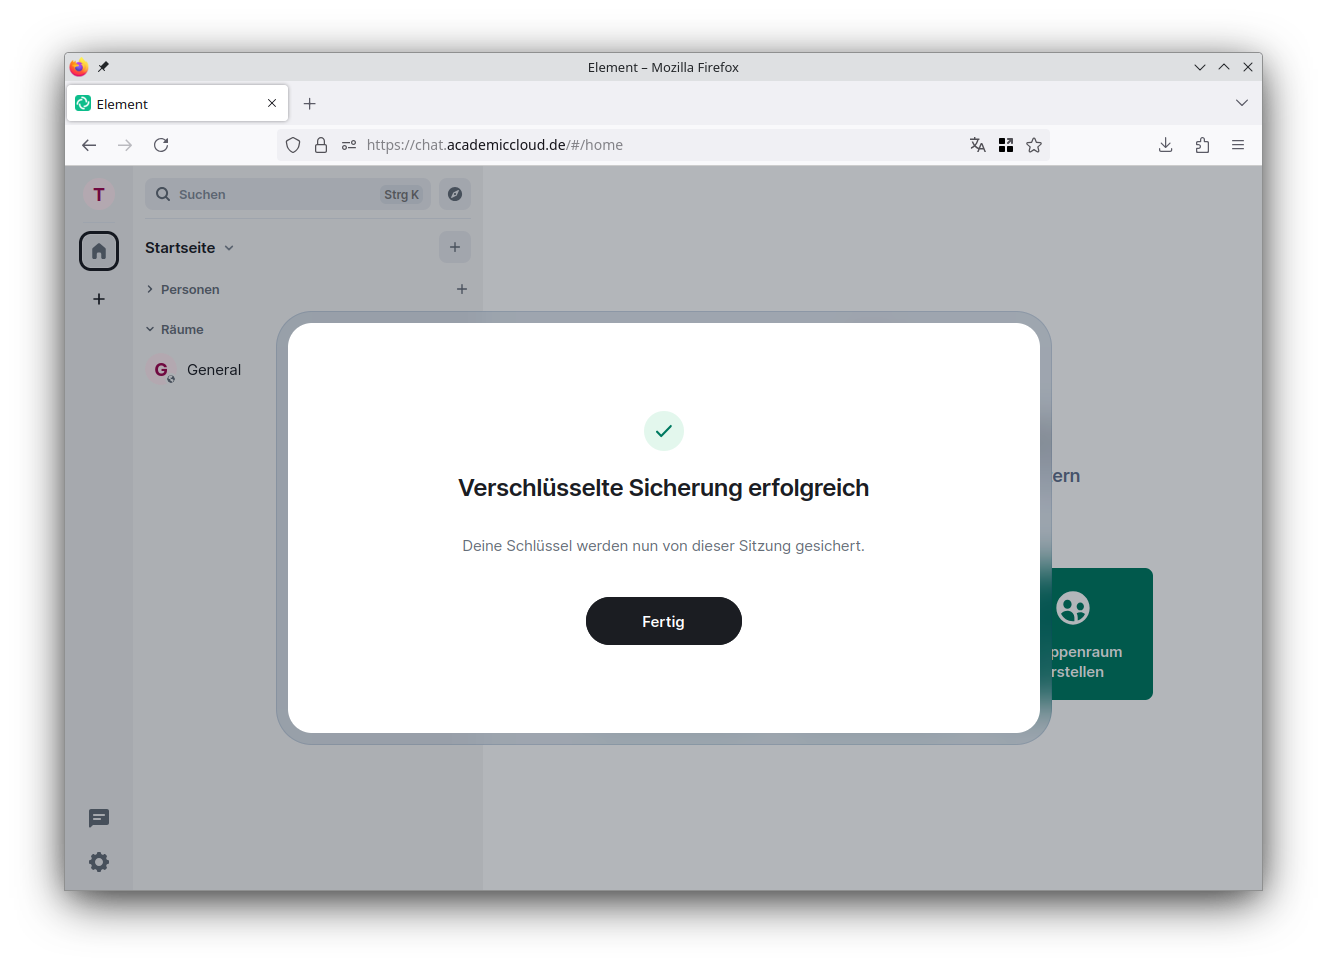 Element – Mozilla Firefox
Element
https://chat.academiccloud.de/#/home
T
Suchen
Strg K
Startseite
Personen
Räume
G
General
Verschlüsselte Sicherung erfolgreich
ern
Deine Schlüssel werden nun von dieser Sitzung gesichert.
Fertig
ppenraum
rstellen